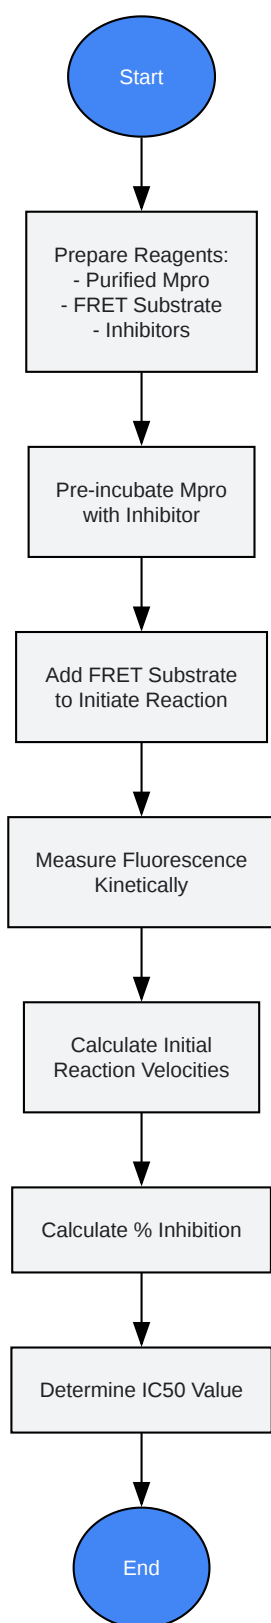 Start
Prepare Reagents:
- Purified Mpro
- FRET Substrate
- Inhibitors
Pre-incubate Mpro
with Inhibitor
Add FRET Substrate
to Initiate Reaction
Measure Fluorescence
Kinetically
Calculate Initial
Reaction Velocities
Calculate % Inhibition
Determine IC50 Value
End